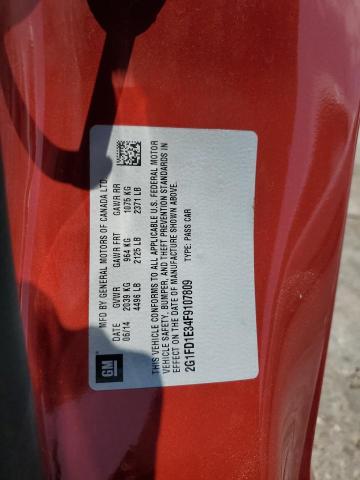 MFD BY GENERAL MOTORS OF CANADA LTD
DATE GVWR GAWR FRT GAWR RR
06/14 2039 KG 964 KG 1075 KG
4496 LB 2125 LB 2371 LB
THIS VEHICLE CONFORMS TO ALL APPLICABLE U.S. FEDERAL MOTOR
VEHICLE SAFETY, BUMPER, AND THEFT PREVENTION STANDARDS IN
EFFECT ON THE DATE OF MANUFACTURE SHOWN ABOVE.
2G1FD1E34F9107809 TYPE: PASS CAR
GM